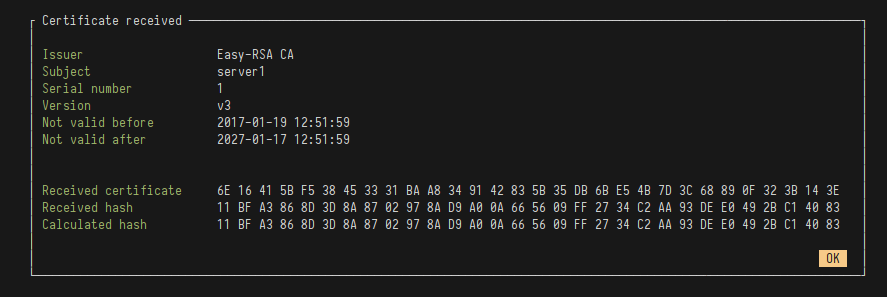 Certificate received
Issuer Easy-RSA CA
Subject server1
Serial number 1
Version v3
Not valid before 2017-01-19 12:51:59
Not valid after 2027-01-17 12:51:59
Received certificate 6E 16 41 5B F5 38 45 33 31 BA A8 34 91 42 83 5B 35 DB 6B E5 4B 7D 3C 68 89 0F 32 3B 14 3E
Received hash 11 BF A3 86 8D 3D 8A 87 02 97 8A D9 A0 0A 66 56 09 FF 27 34 C2 AA 93 DE E0 49 2B C1 40 83
Calculated hash 11 BF A3 86 8D 3D 8A 87 02 97 8A D9 A0 0A 66 56 09 FF 27 34 C2 AA 93 DE E0 49 2B C1 40 83
OK